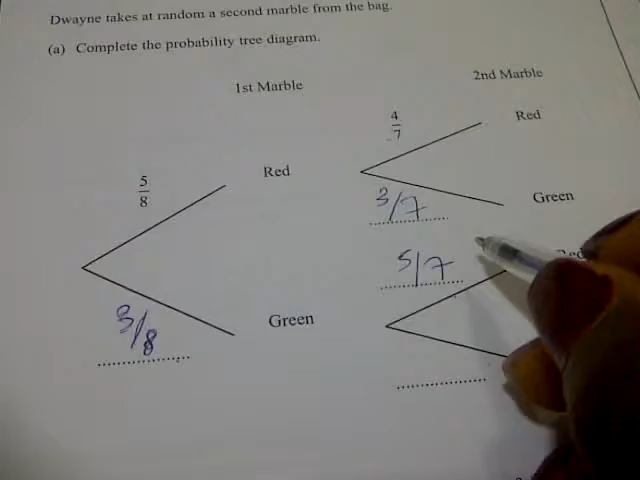 Dwayne takes at random a second marble from the bag.
(a) Complete the probability tree diagram.
1st Marble
2nd Marble
4/7
Red
5/8
Red
3/7
Green
5/7
Red
3/8
Green